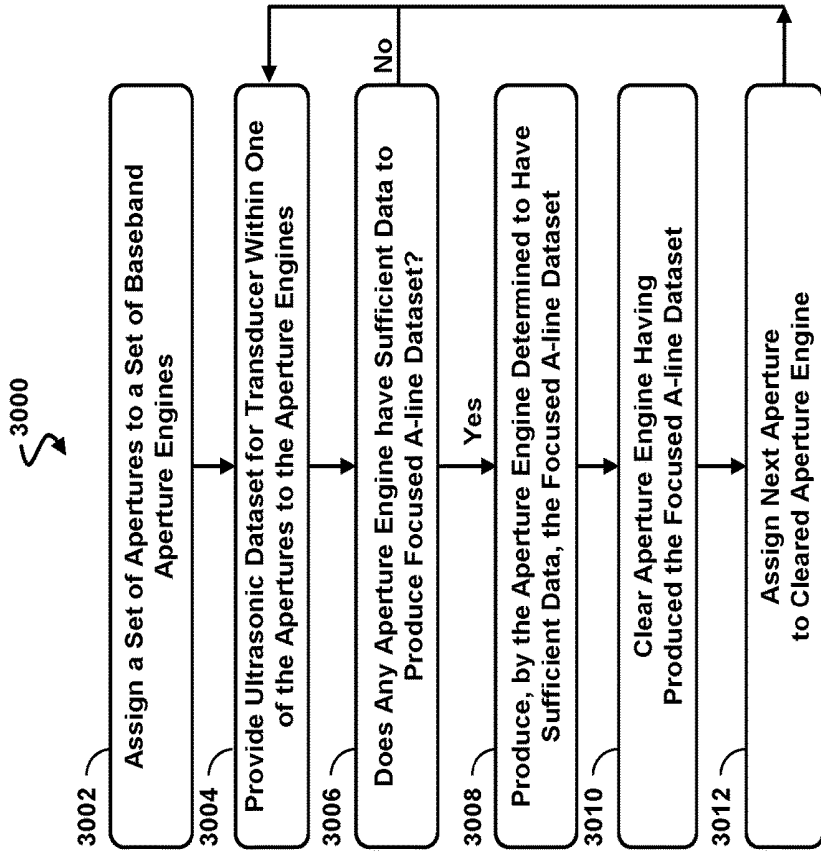 3000
3002
Assign a Set of Apertures to a Set of Baseband
Aperture Engines
3004
Provide Ultrasonic Dataset for Transducer Within One
of the Apertures to the Aperture Engines
3006
Does Any Aperture Engine have Sufficient Data to
Produce Focused A-line Dataset?
No
Yes
3008
Produce, by the Aperture Engine Determined to Have
Sufficient Data, the Focused A-line Dataset
3010
Clear Aperture Engine Having
Produced the Focused A-line Dataset
3012
Assign Next Aperture
to Cleared Aperture Engine